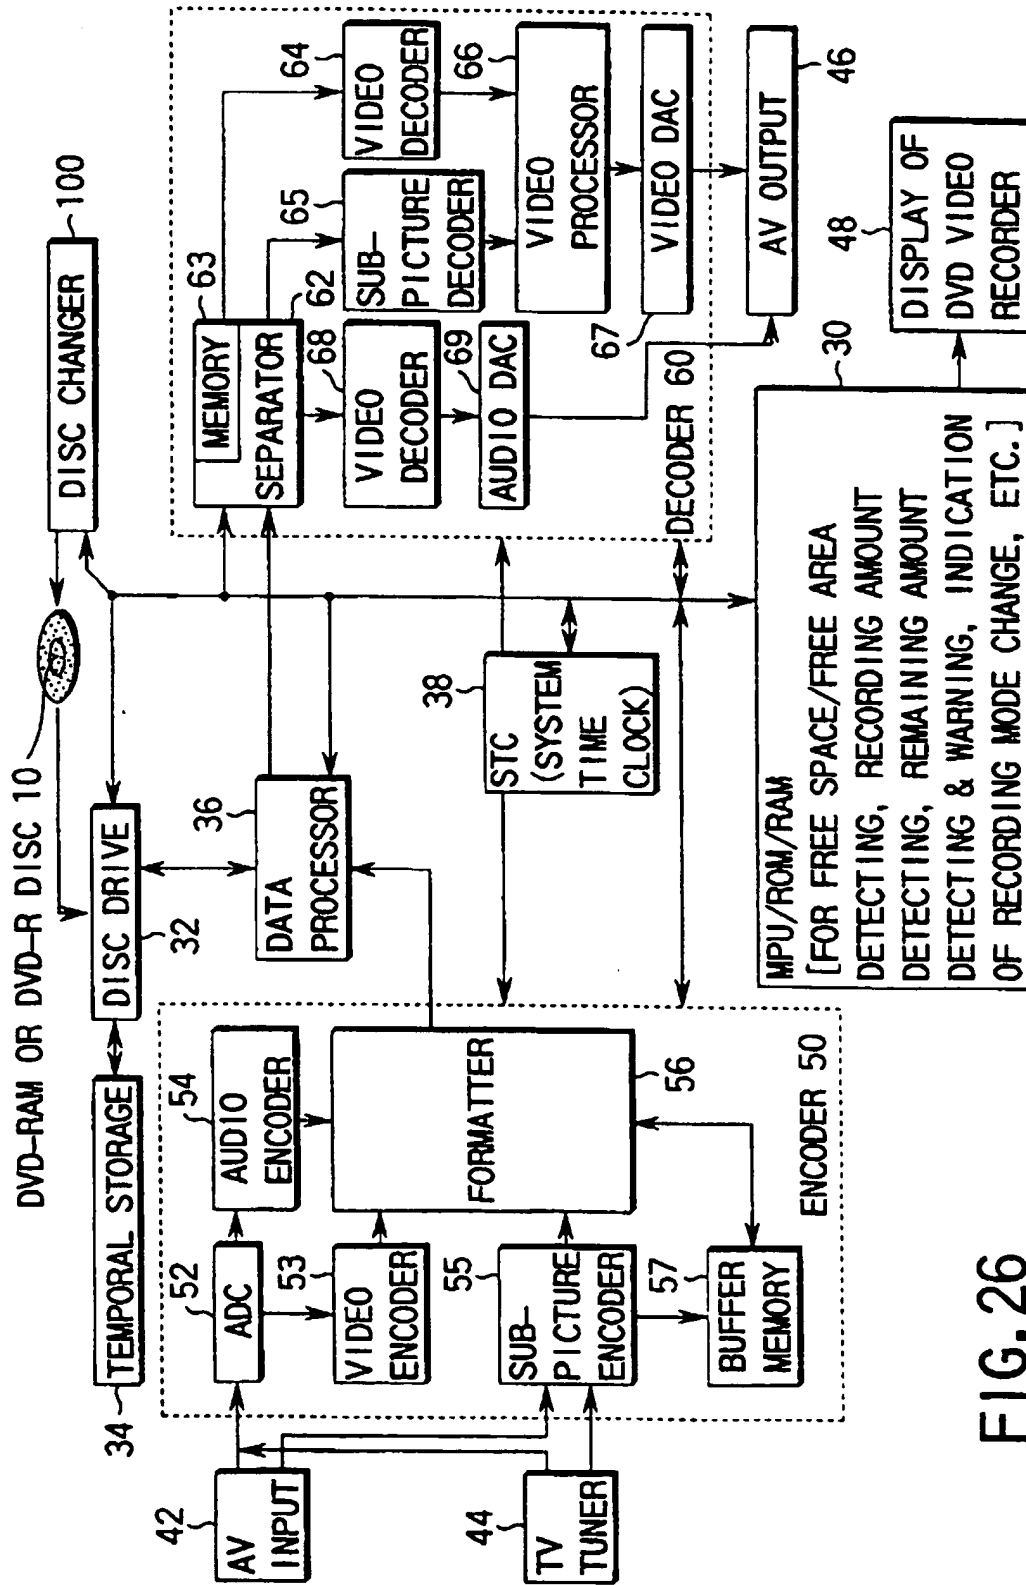 DVD-RAM OR DVD-R DISC 10
DISC CHANGER
100
34
TEMPORAL STORAGE
DISC DRIVE
32
36
DATA
PROCESSOR
42
AV
INPUT
44
TV
TUNER
52
ADC
54
AUDIO
ENCODER
53
VIDEO
ENCODER
55
SUB-
PICTURE
ENCODER
57
BUFFER
MEMORY
FORMATTER
56
ENCODER 50
38
STC
(SYSTEM
TIME
CLOCK)
MEMORY
63
SEPARATOR
62
64
VIDEO
DECODER
65
SUB-
PICTURE
DECODER
68
VIDEO
DECODER
69
AUDIO DAC
66
VIDEO
PROCESSOR
67
VIDEO DAC
DECODER 60
AV OUTPUT
46
30
MPU/ROM/RAM
[FOR FREE SPACE/FREE AREA
DETECTING, RECORDING AMOUNT
DETECTING, REMAINING AMOUNT
DETECTING & WARNING, INDICATION
OF RECORDING MODE CHANGE, ETC.]
48
DISPLAY OF
DVD VIDEO
RECORDER
FIG.26